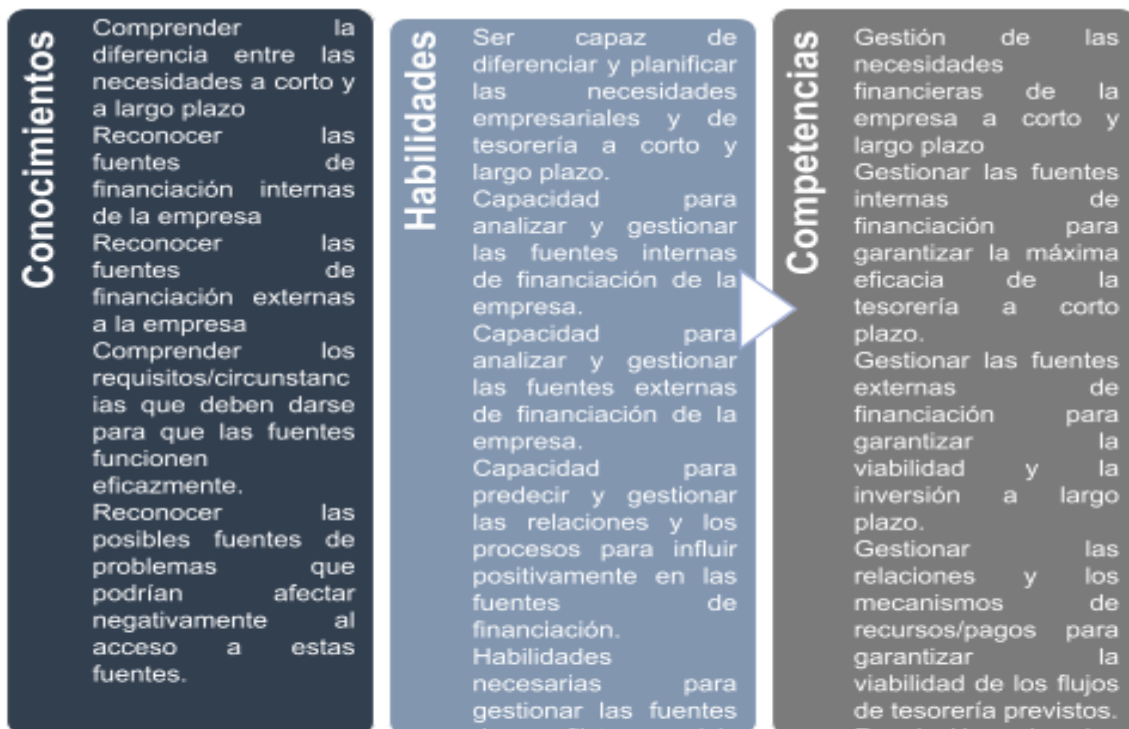 Conocimientos
Comprender la
diferencia entre las
necesidades a corto y
a largo plazo
Reconocer las
fuentes de
financiación internas
de la empresa
Reconocer las
fuentes de
financiación externas
a la empresa
Comprender los
requisitos/circunstanc
ias que deben darse
para que las fuentes
funcionen
eficazmente.
Reconocer las
posibles fuentes de
problemas que
podrían afectar
negativamente al
acceso a estas
fuentes.
Habilidades
Ser capaz de
diferenciar y planificar
las necesidades
empresariales y de
tesorería a corto y
largo plazo.
Capacidad para
analizar y gestionar
las fuentes internas
de financiación de la
empresa.
Capacidad para
analizar y gestionar
las fuentes externas
de financiación de la
empresa.
Capacidad para
predecir y gestionar
las relaciones y los
procesos para influir
positivamente en las
fuentes de
financiación.
Habilidades
necesarias para
gestionar las fuentes
Competencias
Gestión de las
necesidades
financieras de la
empresa a corto y
largo plazo
Gestionar las fuentes
internas de
financiación para
garantizar la máxima
eficacia de la
tesorería a corto
plazo.
Gestionar las fuentes
externas de
financiación para
garantizar la
viabilidad y la
inversión a largo
plazo.
Gestionar las
relaciones y los
mecanismos de
recursos/pagos para
garantizar la
viabilidad de los flujos
de tesorería previstos.